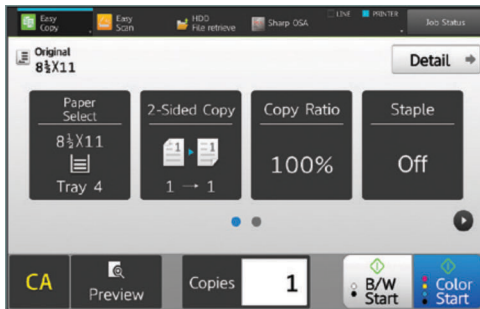 Easy
Copy
Easy
Scan
HDD
File retrieve
Sharp OSA
LINE
PRINTER
Job Status
Original
8½X11
Detail
Paper
Select
8½X11
Tray 4
2-Sided Copy
1
1
1 → 1
Copy Ratio
100%
Staple
Off
CA
Preview
Copies
1
B/W
Start
Color
Start